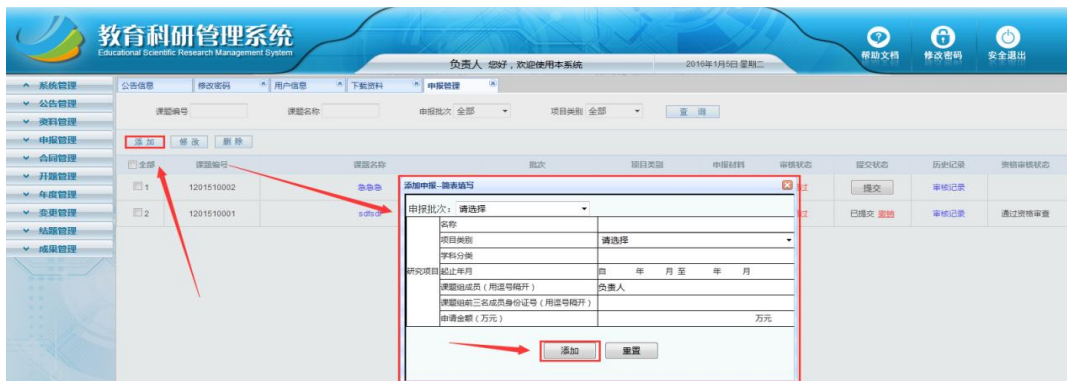 教育科研管理系统
Educational Scientific Research Management System
负责人 您好，欢迎使用本系统
2016年1月5日 星期二
帮助文档 修改密码 安全退出
系统管理
公告管理
资料管理
申报管理
合同管理
开题管理
年度管理
变更管理
结题管理
成果管理
公告信息 修改密码 用户信息 下载资料 申报管理
课题编号 课题名称 申报批次 全部 项目类别 全部 查 询
添 加 修 改 删 除
全部 课题编号 课题名称 批次 项目类别 申报材料 审核状态 提交状态 历史记录 资格审核状态
1 1201510002 急急急 提交 审核记录
2 1201510001 sdfsdf 已提交 撤销 审核记录 通过资格审查
添加申报--简表填写
申报批次：请选择
研究项目
名称
项目类别 请选择
学科分类
起止年月 自 年 月 至 年 月
课题组成员（用逗号隔开） 负责人
课题组前三名成员身份证号（用逗号隔开）
申请金额（万元） 万元
添加 重置